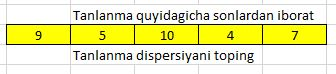 Tanlanma quyidagicha sonlardan iborat
9 5 10 4 7
Tanlanma dispersiyani toping